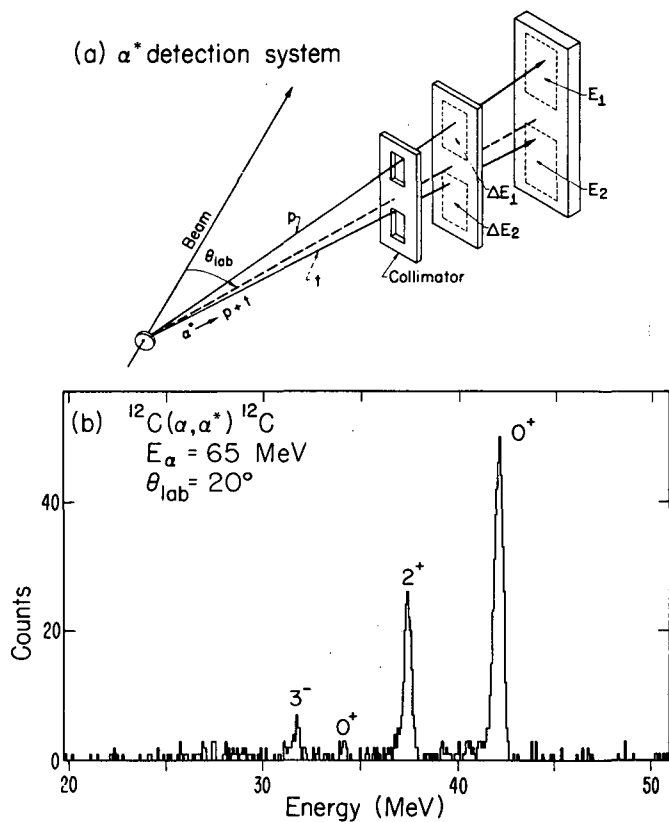 (a) α* detection system
E₁
ΔE₁
E₂
ΔE₂
Beam
p
θlab
t
Collimator
α* → p + t
(b) ¹²C(α,α*)¹²C
Eα = 65 MeV
θlab = 20°
0⁺
2⁺
3⁻
0⁺
Counts
40
20
0
20 30 40 50
Energy (MeV)